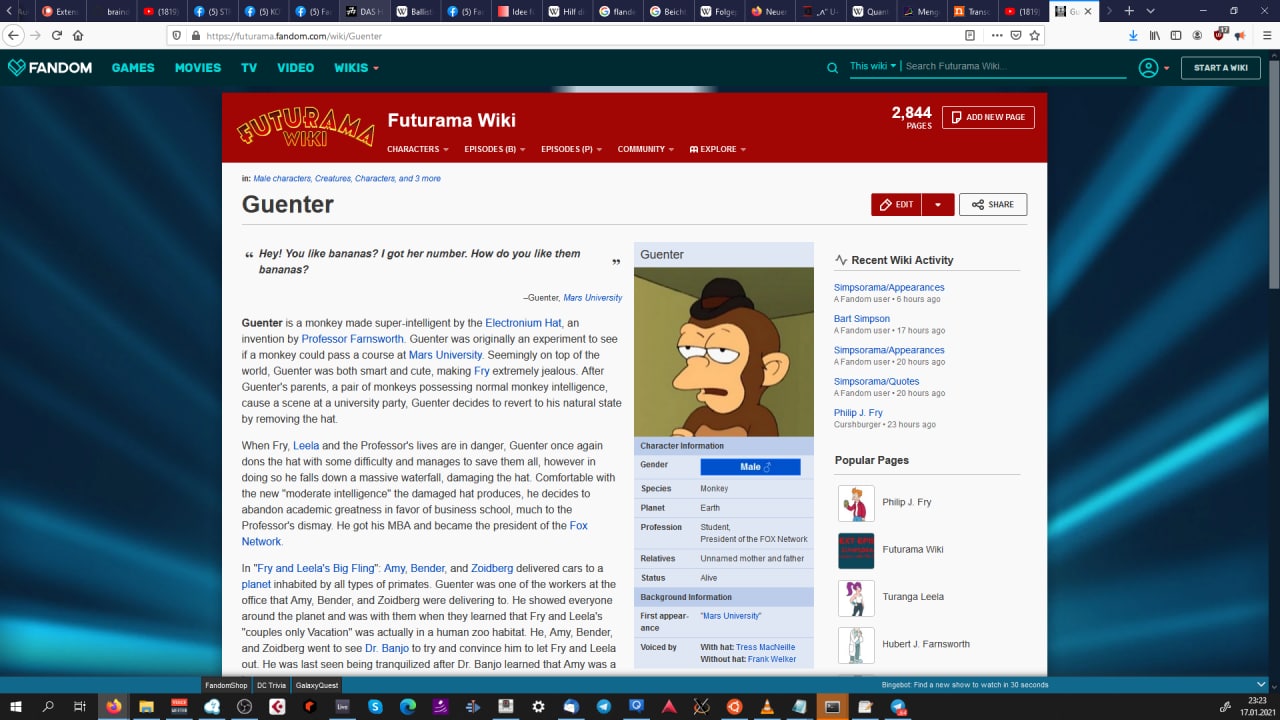 Au
Exten
braind
(1819)
(5) STF
(5) KO
(5) Fac
DAS H
Ballist
(5) Fac
Idee f
Hilf di
flande
Beicht
Folgep
Neuer
Quant
Meng
Transc
(1819)
Gu
https://futurama.fandom.com/wiki/Guenter
17
FANDOM GAMES MOVIES TV VIDEO WIKIS
This wiki | Search Futurama Wiki... START A WIKI
FUTURAMA WIKI
Futurama Wiki
2,844
PAGES
ADD NEW PAGE
CHARACTERS EPISODES (B) EPISODES (P) COMMUNITY EXPLORE
in: Male characters, Creatures, Characters, and 3 more
Guenter
EDIT
SHARE
“ Hey! You like bananas? I got her number. How do you like them
bananas? ”
–Guenter, Mars University
Guenter is a monkey made super-intelligent by the Electronium Hat, an
invention by Professor Farnsworth. Guenter was originally an experiment to see
if a monkey could pass a course at Mars University. Seemingly on top of the
world, Guenter was both smart and cute, making Fry extremely jealous. After
Guenter's parents, a pair of monkeys possessing normal monkey intelligence,
cause a scene at a university party, Guenter decides to revert to his natural state
by removing the hat.
When Fry, Leela and the Professor's lives are in danger, Guenter once again
dons the hat with some difficulty and manages to save them all, however in
doing so he falls down a massive waterfall, damaging the hat. Comfortable with
the new "moderate intelligence" the damaged hat produces, he decides to
abandon academic greatness in favor of business school, much to the
Professor's dismay. He got his MBA and became the president of the Fox
Network.
In "Fry and Leela's Big Fling": Amy, Bender, and Zoidberg delivered cars to a
planet inhabited by all types of primates. Guenter was one of the workers at the
office that Amy, Bender, and Zoidberg were delivering to. He showed everyone
around the planet and was with them when they learned that Fry and Leela's
"couples only Vacation" was actually in a human zoo habitat. He, Amy, Bender,
and Zoidberg went to see Dr. Banjo to try and convince him to let Fry and Leela
out. He was last seen being tranquilized after Dr. Banjo learned that Amy was a
Guenter
Character Information
Gender Male ♂
Species Monkey
Planet Earth
Profession Student,
President of the FOX Network
Relatives Unnamed mother and father
Status Alive
Background Information
First appear-
ance "Mars University"
Voiced by With hat: Tress MacNeille
Without hat: Frank Welker
Recent Wiki Activity
Simpsorama/Appearances
A Fandom user • 6 hours ago
Bart Simpson
A Fandom user • 17 hours ago
Simpsorama/Appearances
A Fandom user • 20 hours ago
Simpsorama/Quotes
A Fandom user • 20 hours ago
Philip J. Fry
Curshburger • 23 hours ago
Popular Pages
Philip J. Fry
Futurama Wiki
Turanga Leela
Hubert J. Farnsworth
FandomShop DC Trivia GalaxyQuest
Bingebot: Find a new show to watch in 30 seconds
Live
23:23
17.01.2021